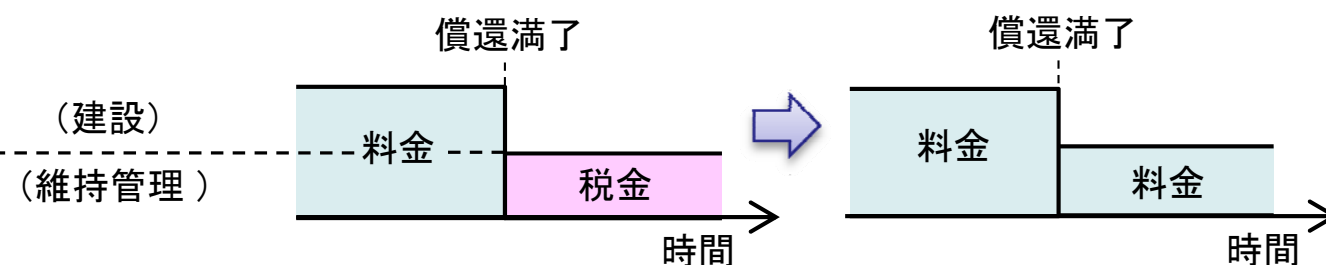 償還満了
償還満了
（建設）
料金
料金
（維持管理 ）
税金
料金
時間
時間